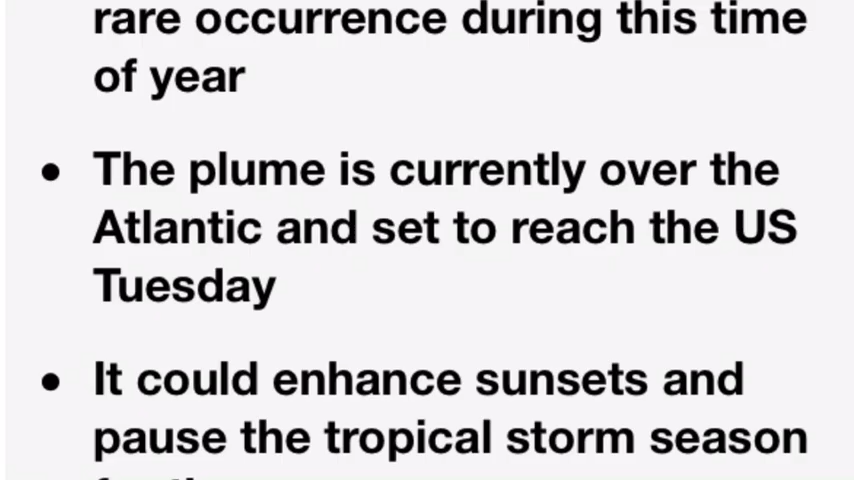 rare occurrence during this time
of year
• The plume is currently over the
Atlantic and set to reach the US
Tuesday
• It could enhance sunsets and
pause the tropical storm season